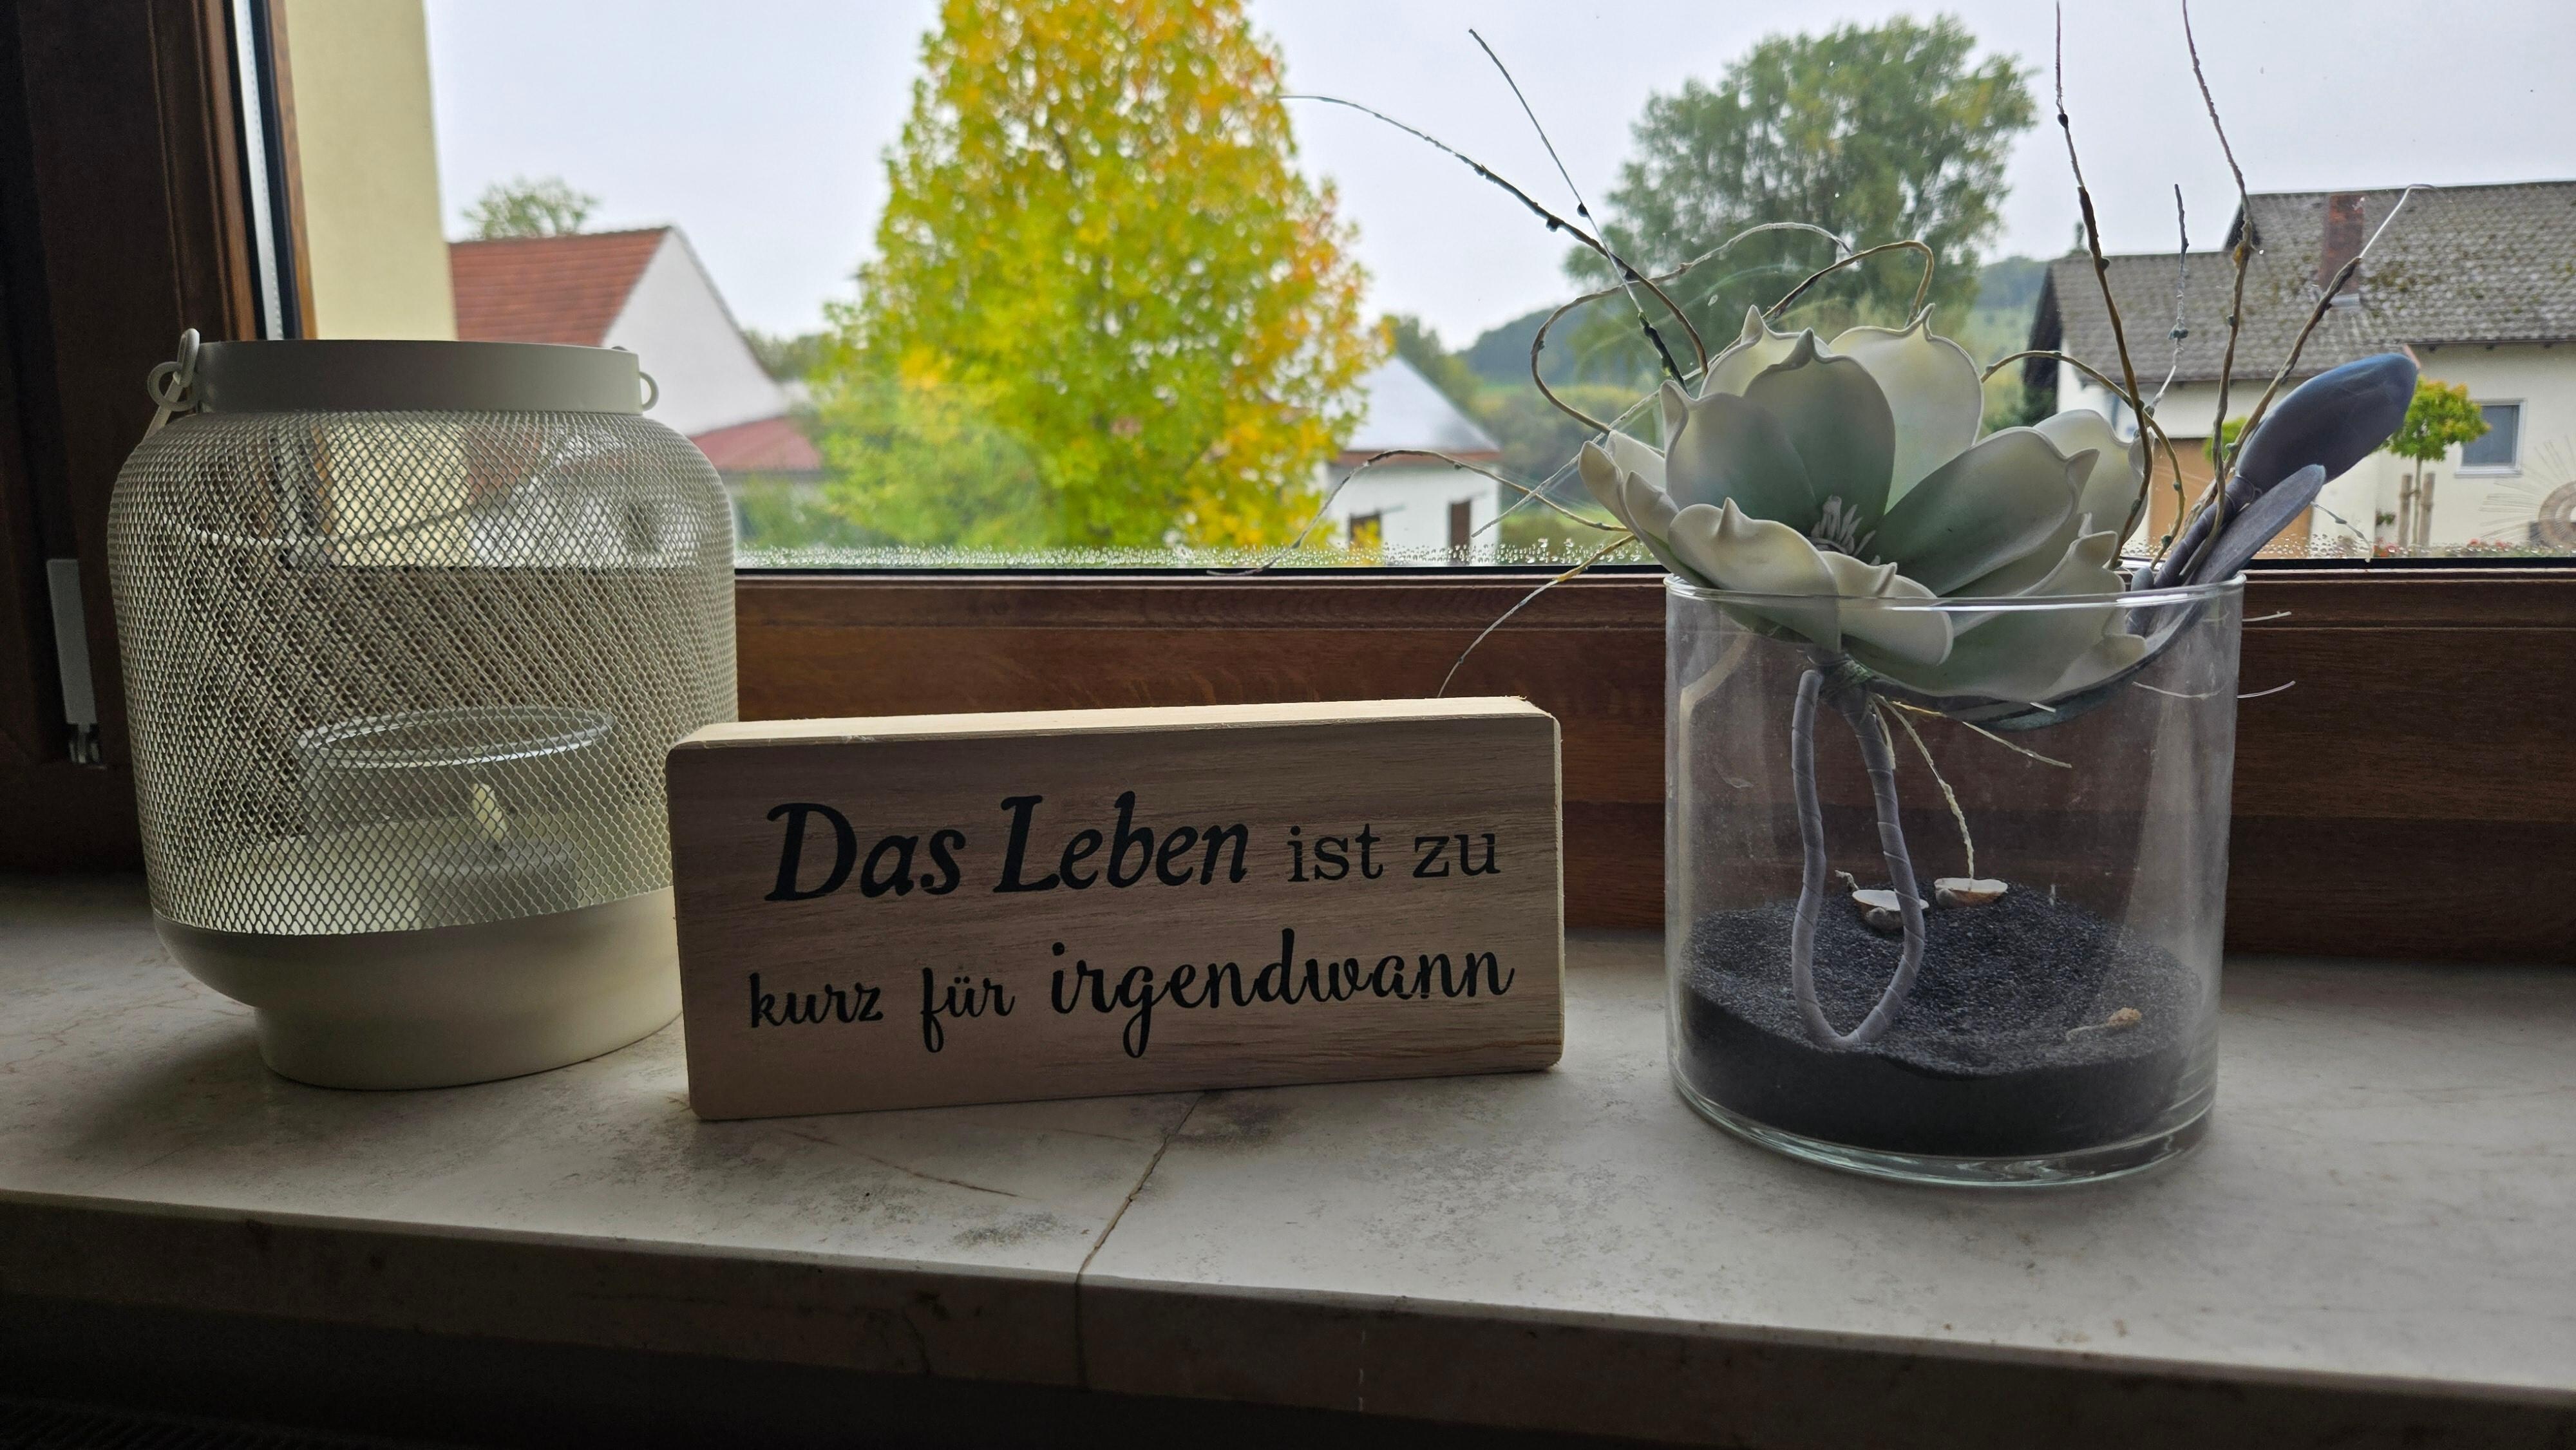 Das Leben ist zu
kurz für irgendwann